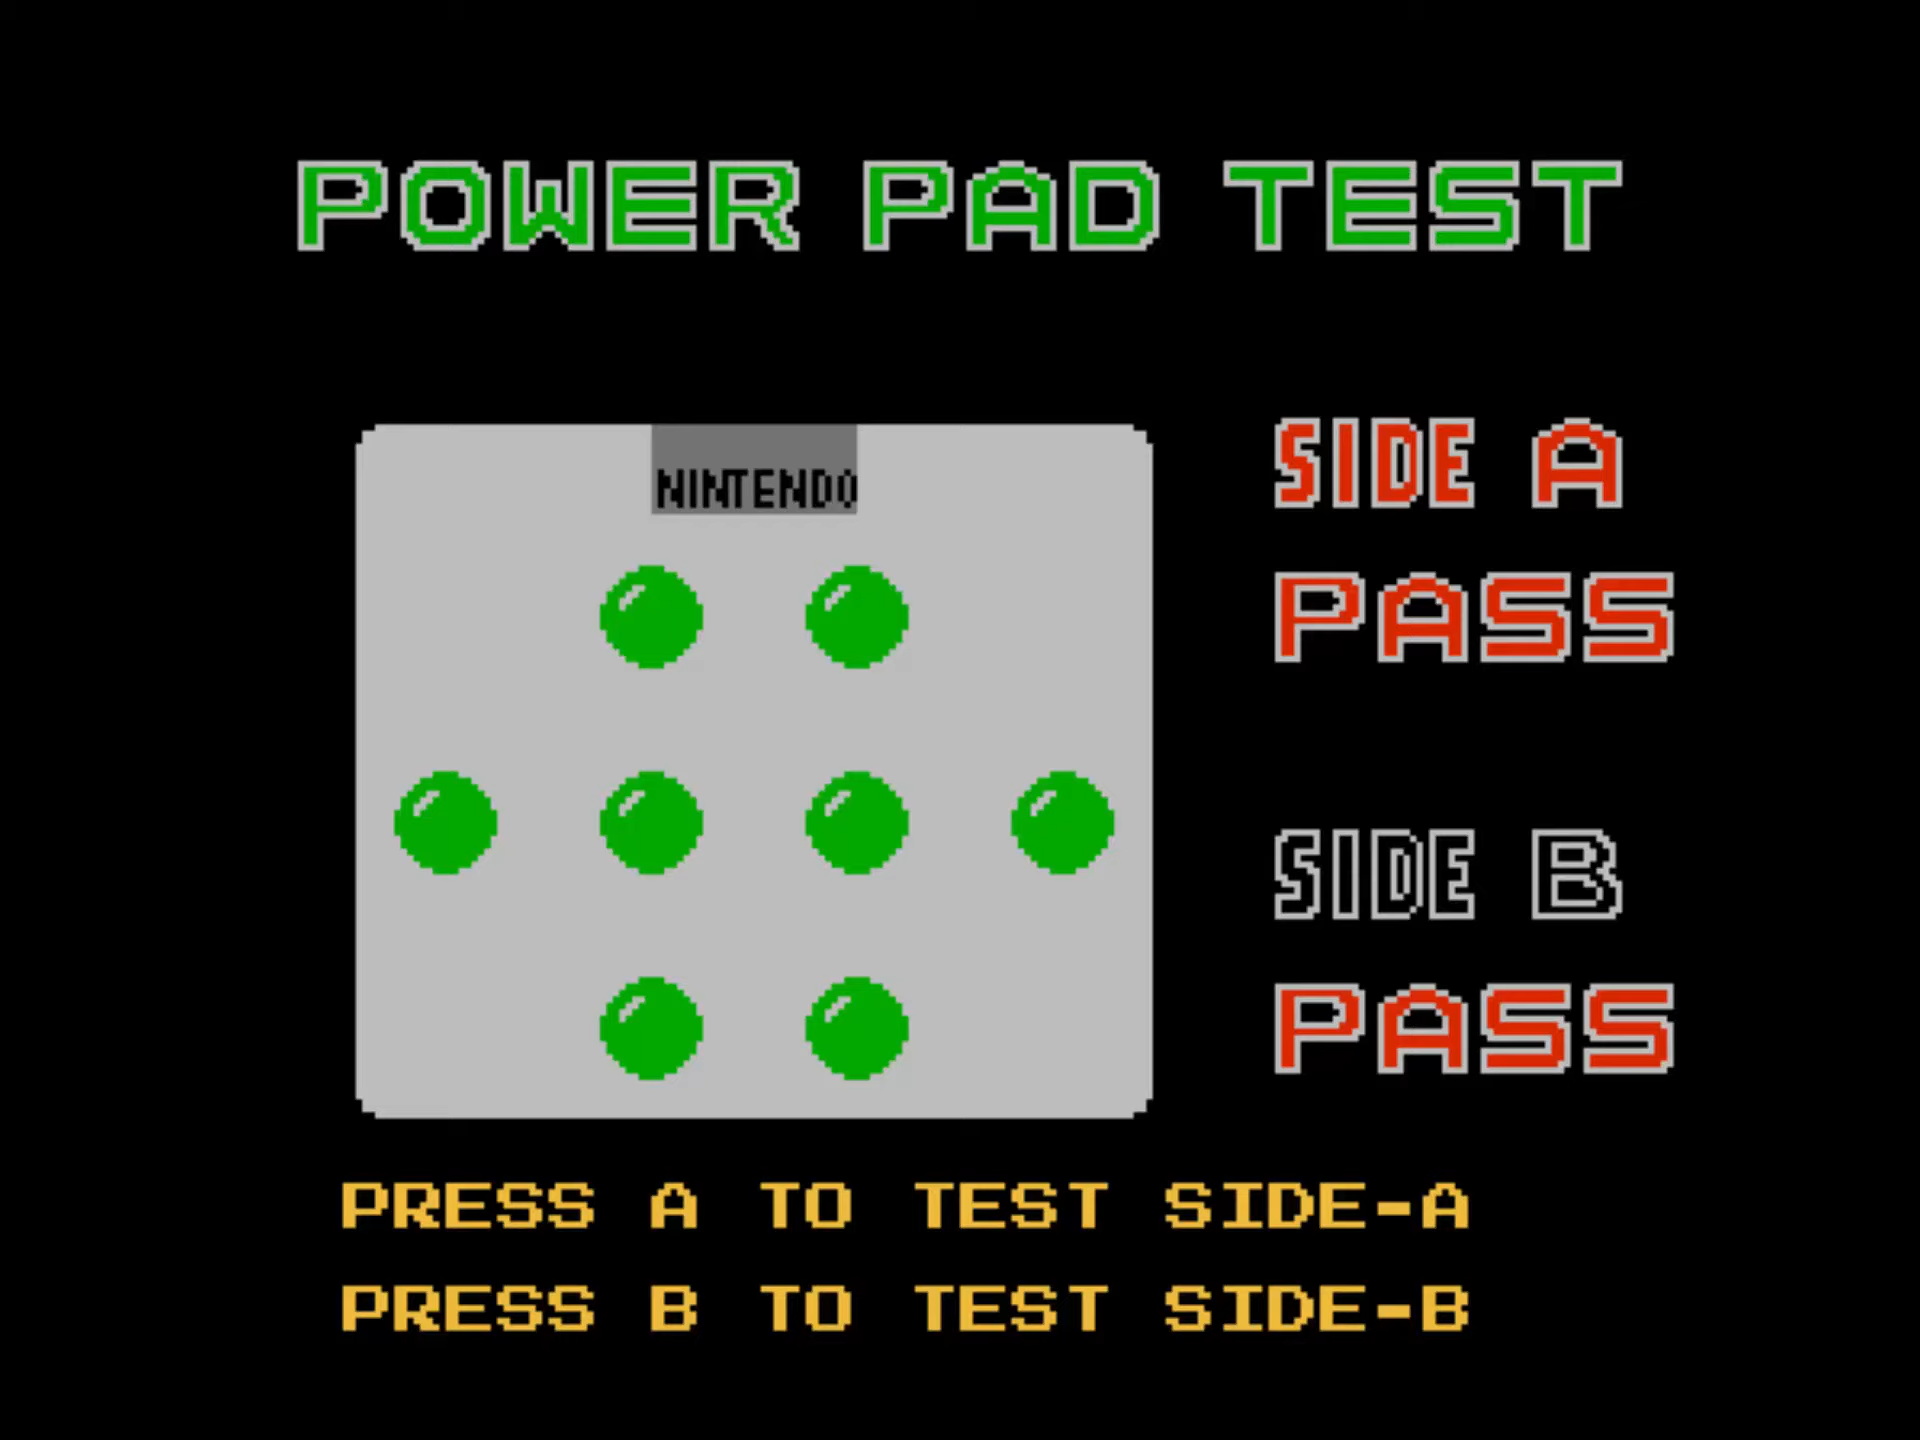 POWER PAD TEST
NINTENDO
SIDE A
PASS
SIDE B
PASS
PRESS A TO TEST SIDE-A
PRESS B TO TEST SIDE-B